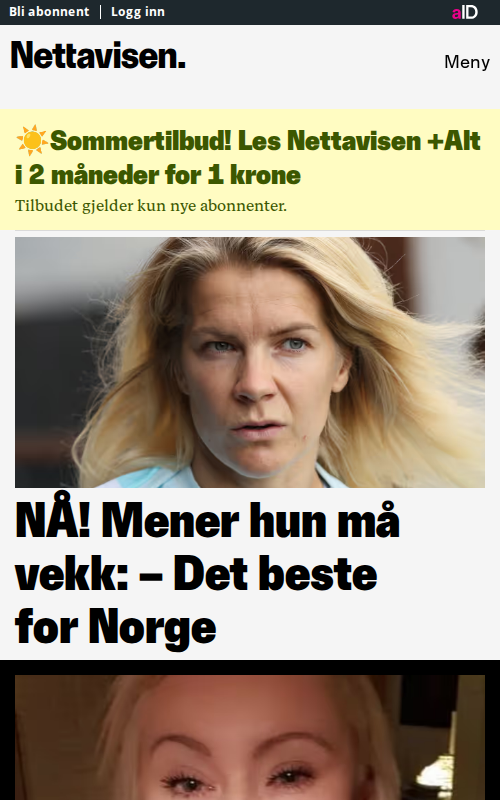 Bli abonnent | Logg inn
aID
Nettavisen.
Meny
☀️Sommertilbud! Les Nettavisen +Alt
i 2 måneder for 1 krone
Tilbudet gjelder kun nye abonnenter.
NÅ! Mener hun må
vekk: – Det beste
for Norge